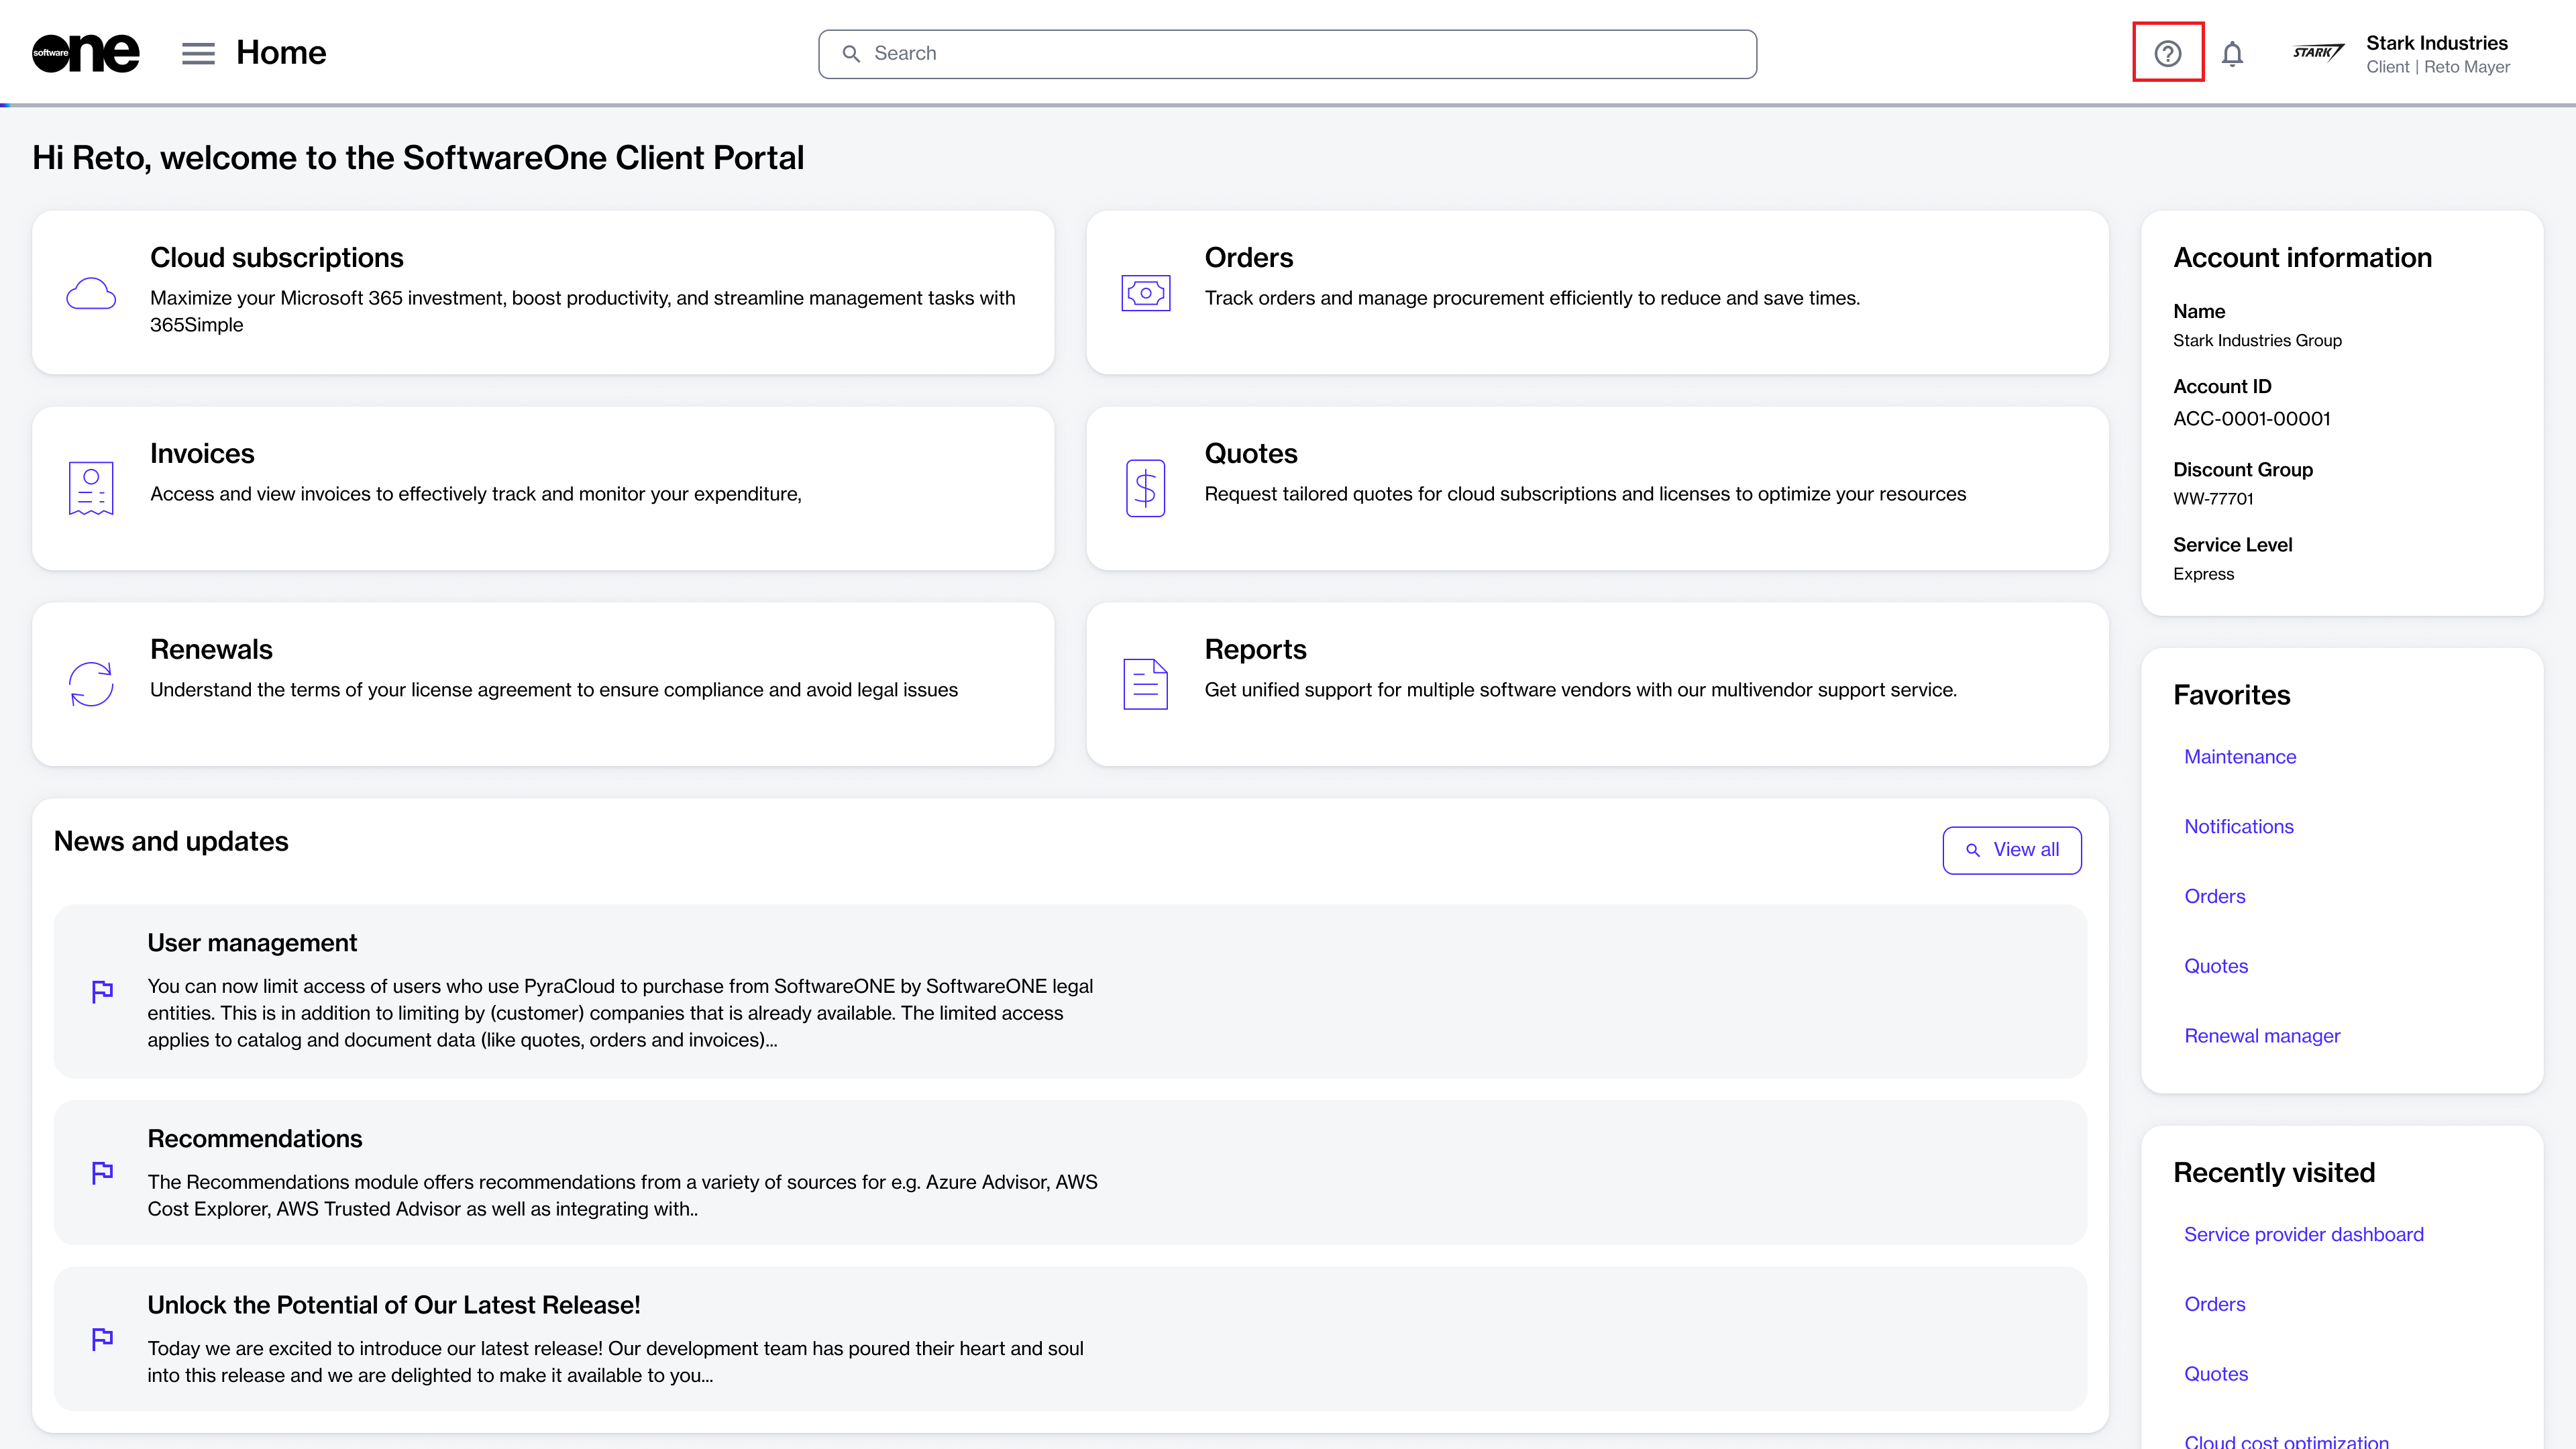 software
one
Home
Search
STARK
Stark Industries
Client | Reto Mayer
Hi Reto, welcome to the SoftwareOne Client Portal
Cloud subscriptions
Maximize your Microsoft 365 investment, boost productivity, and streamline management tasks with
365Simple
Orders
Track orders and manage procurement efficiently to reduce and save times.
Invoices
Access and view invoices to effectively track and monitor your expenditure,
Quotes
Request tailored quotes for cloud subscriptions and licenses to optimize your resources
Renewals
Understand the terms of your license agreement to ensure compliance and avoid legal issues
Reports
Get unified support for multiple software vendors with our multivendor support service.
News and updates
View all
User management
You can now limit access of users who use PyraCloud to purchase from SoftwareONE by SoftwareONE legal
entities. This is in addition to limiting by (customer) companies that is already available. The limited access
applies to catalog and document data (like quotes, orders and invoices)...
Recommendations
The Recommendations module offers recommendations from a variety of sources for e.g. Azure Advisor, AWS
Cost Explorer, AWS Trusted Advisor as well as integrating with..
Unlock the Potential of Our Latest Release!
Today we are excited to introduce our latest release! Our development team has poured their heart and soul
into this release and we are delighted to make it available to you...
Account information
Name
Stark Industries Group
Account ID
ACC-0001-00001
Discount Group
WW-77701
Service Level
Express
Favorites
Maintenance
Notifications
Orders
Quotes
Renewal manager
Recently visited
Service provider dashboard
Orders
Quotes
Cloud cost optimization